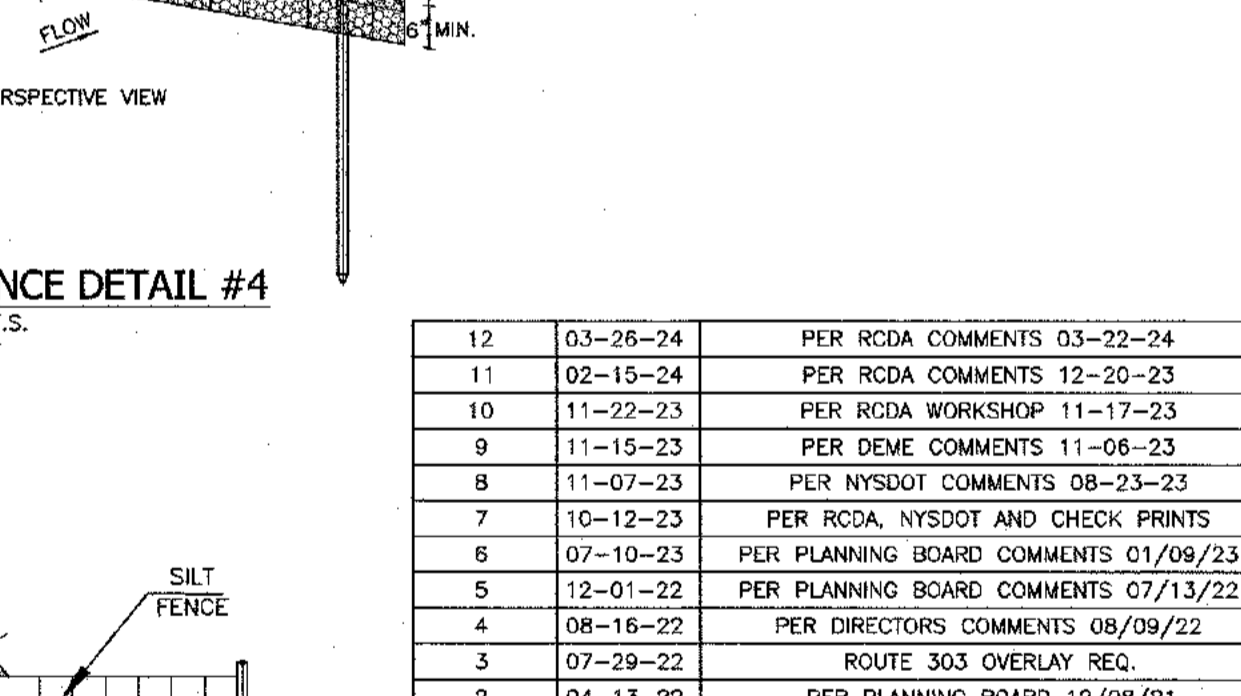 FLOW
6" MIN.
RSPECTIVE VIEW
NCE DETAIL #4
.S.
12 03-26-24 PER RCDA COMMENTS 03-22-24
11 02-15-24 PER RCDA COMMENTS 12-20-23
10 11-22-23 PER RCDA WORKSHOP 11-17-23
9 11-15-23 PER DEME COMMENTS 11-06-23
8 11-07-23 PER NYSDOT COMMENTS 08-23-23
7 10-12-23 PER RCDA, NYSDOT AND CHECK PRINTS
6 07-10-23 PER PLANNING BOARD COMMENTS 01/09/23
5 12-01-22 PER PLANNING BOARD COMMENTS 07/13/22
4 08-16-22 PER DIRECTORS COMMENTS 08/09/22
3 07-29-22 ROUTE 303 OVERLAY REQ.
PER PLANNING BOARD
SILT
FENCE